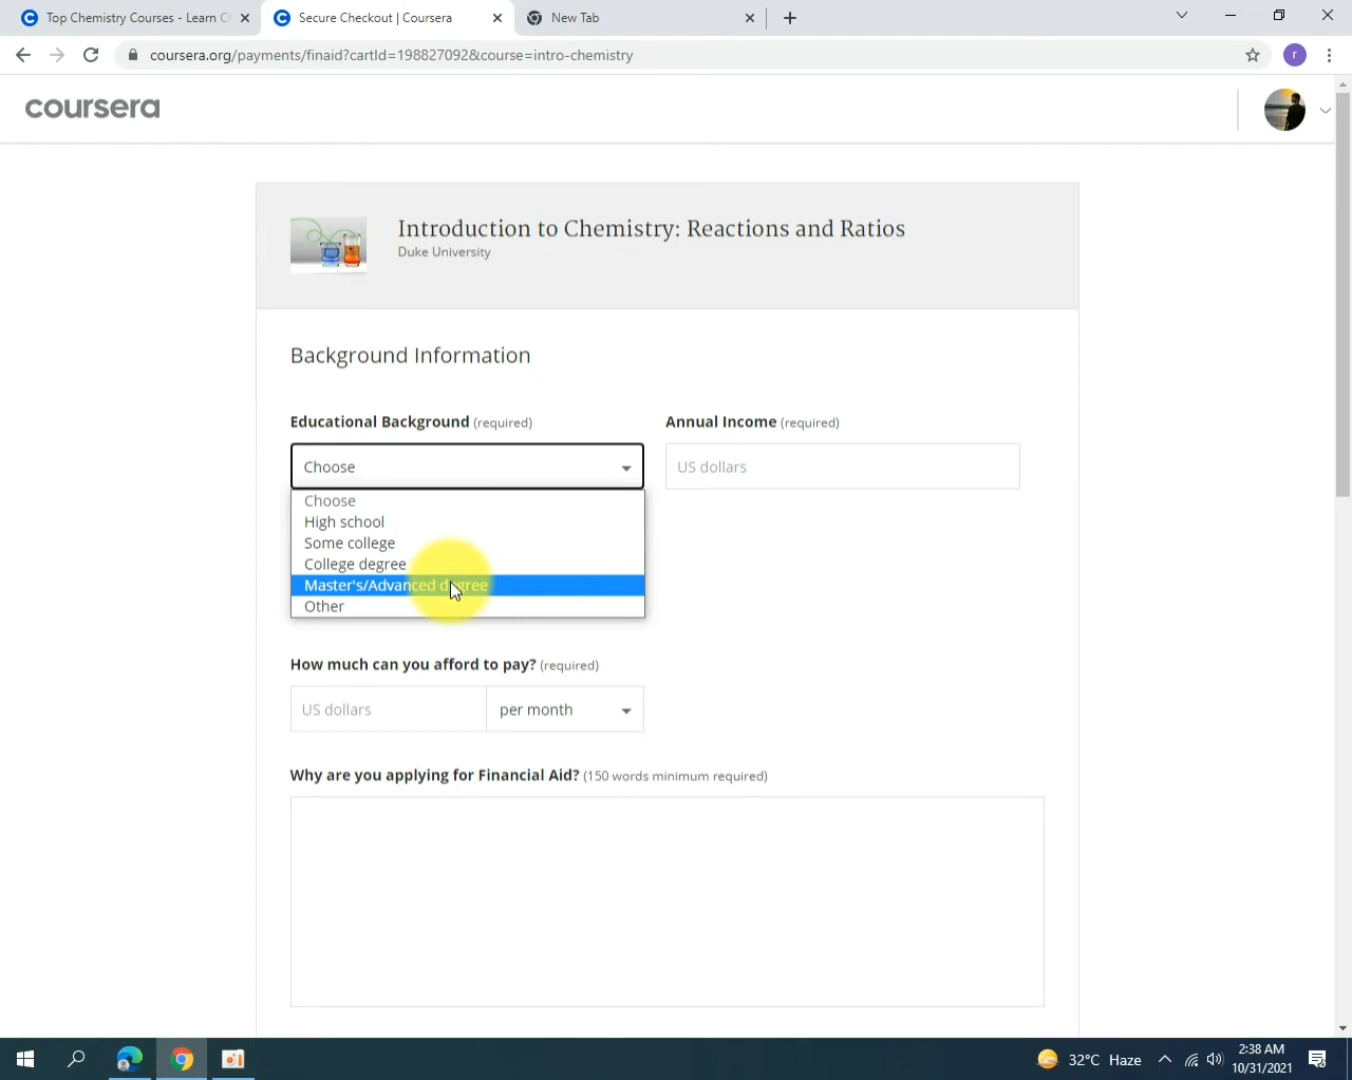 Top Chemistry Courses - Learn C
Secure Checkout | Coursera
New Tab
coursera.org/payments/finaid?cartId=198827092&course=intro-chemistry
r
coursera
Introduction to Chemistry: Reactions and Ratios
Duke University
Background Information
Educational Background (required)
Annual Income (required)
Choose
US dollars
Choose
High school
Some college
College degree
Master's/Advanced degree
Other
How much can you afford to pay? (required)
US dollars
per month
Why are you applying for Financial Aid? (150 words minimum required)
32°C Haze
2:38 AM
10/31/2021